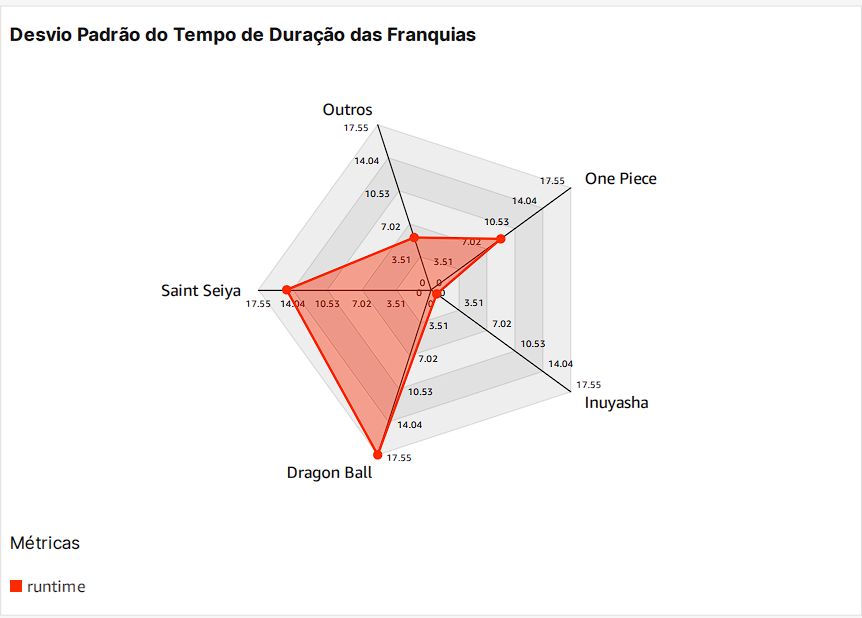 Desvio Padrão do Tempo de Duração das Franquias
Outros
17.55
14.04
10.53
7.02
3.51
0
One Piece
17.55
14.04
10.53
7.02
3.51
0
Saint Seiya
17.55 14.04 10.53 7.02 3.51 0
Inuyasha
0
3.51
7.02
10.53
14.04
17.55
Dragon Ball
0
3.51
7.02
10.53
14.04
17.55
Métricas
runtime